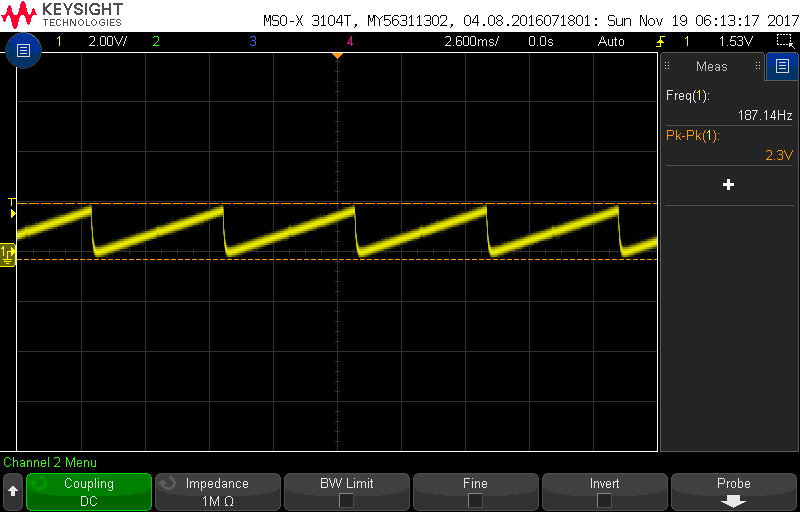 KEYSIGHT
TECHNOLOGIES
MSO-X 3104T, MY56311302, 04.08.2016071801: Sun Nov 19 06:13:17 2017
1 2.00V/ 2 3 4 2.600ms/ 0.0s Auto 1 1.53V
Meas
Freq(1):
187.14Hz
Pk-Pk(1):
2.3V
T
1
Channel 2 Menu
Coupling
DC
Impedance
1M Ω
BW Limit
Fine
Invert
Probe